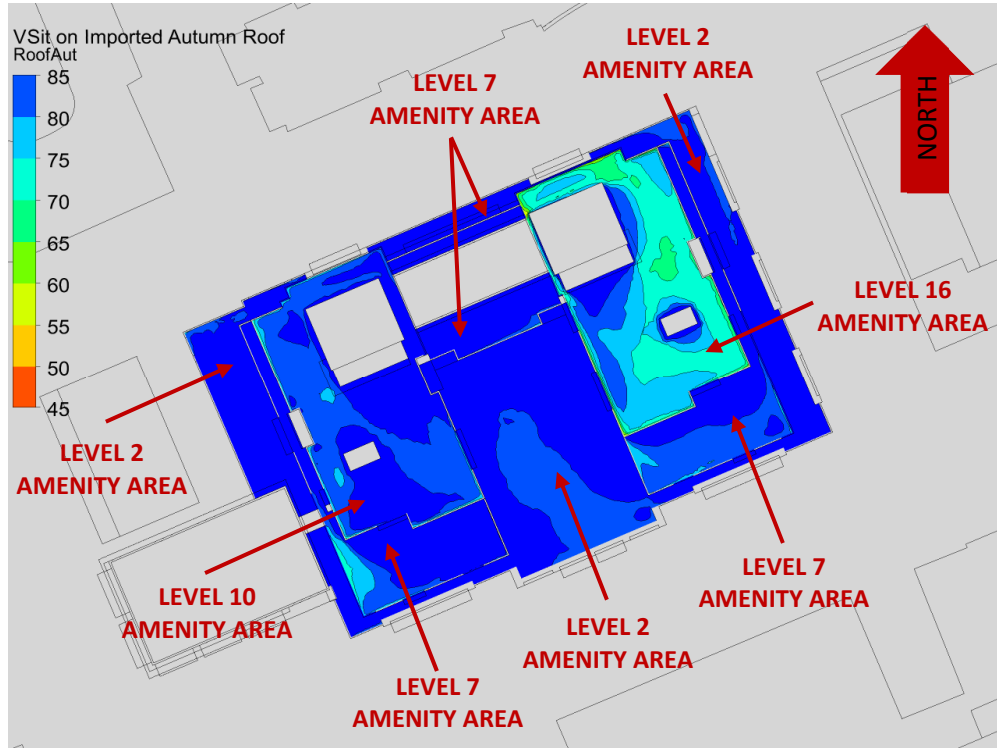 VSit on Imported Autumn Roof
RoofAut
85
80
75
70
65
60
55
50
45
LEVEL 7
AMENITY AREA
LEVEL 2
AMENITY AREA
NORTH
LEVEL 16
AMENITY AREA
LEVEL 2
AMENITY AREA
LEVEL 10
AMENITY AREA
LEVEL 7
AMENITY AREA
LEVEL 2
AMENITY AREA
LEVEL 7
AMENITY AREA